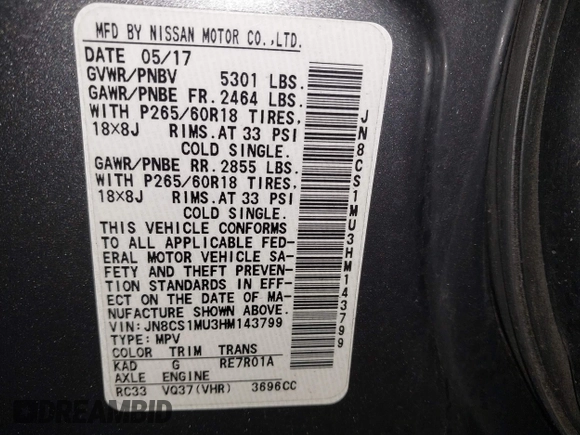 MFD BY NISSAN MOTOR CO.,LTD.
DATE 05/17
GVWR/PNBV 5301 LBS.
GAWR/PNBE FR. 2464 LBS.
WITH P265/60R18 TIRES,
18×8J RIMS.AT 33 PSI
COLD SINGLE.
GAWR/PNBE RR. 2855 LBS.
WITH P265/60R18 TIRES,
18×8J RIMS.AT 33 PSI
COLD SINGLE.
THIS VEHICLE CONFORMS
TO ALL APPLICABLE FED-
ERAL MOTOR VEHICLE SA-
FETY AND THEFT PREVEN-
TION STANDARDS IN EFF-
ECT ON THE DATE OF MA-
NUFACTURE SHOWN ABOVE.
VIN: JN8CS1MU3HM143799
TYPE: MPV
COLOR TRIM TRANS
KAD G RE7R01A
AXLE ENGINE
RC33 VQ37(VHR) 3696CC
JN8CS1MU3HM143799
DREAMBID